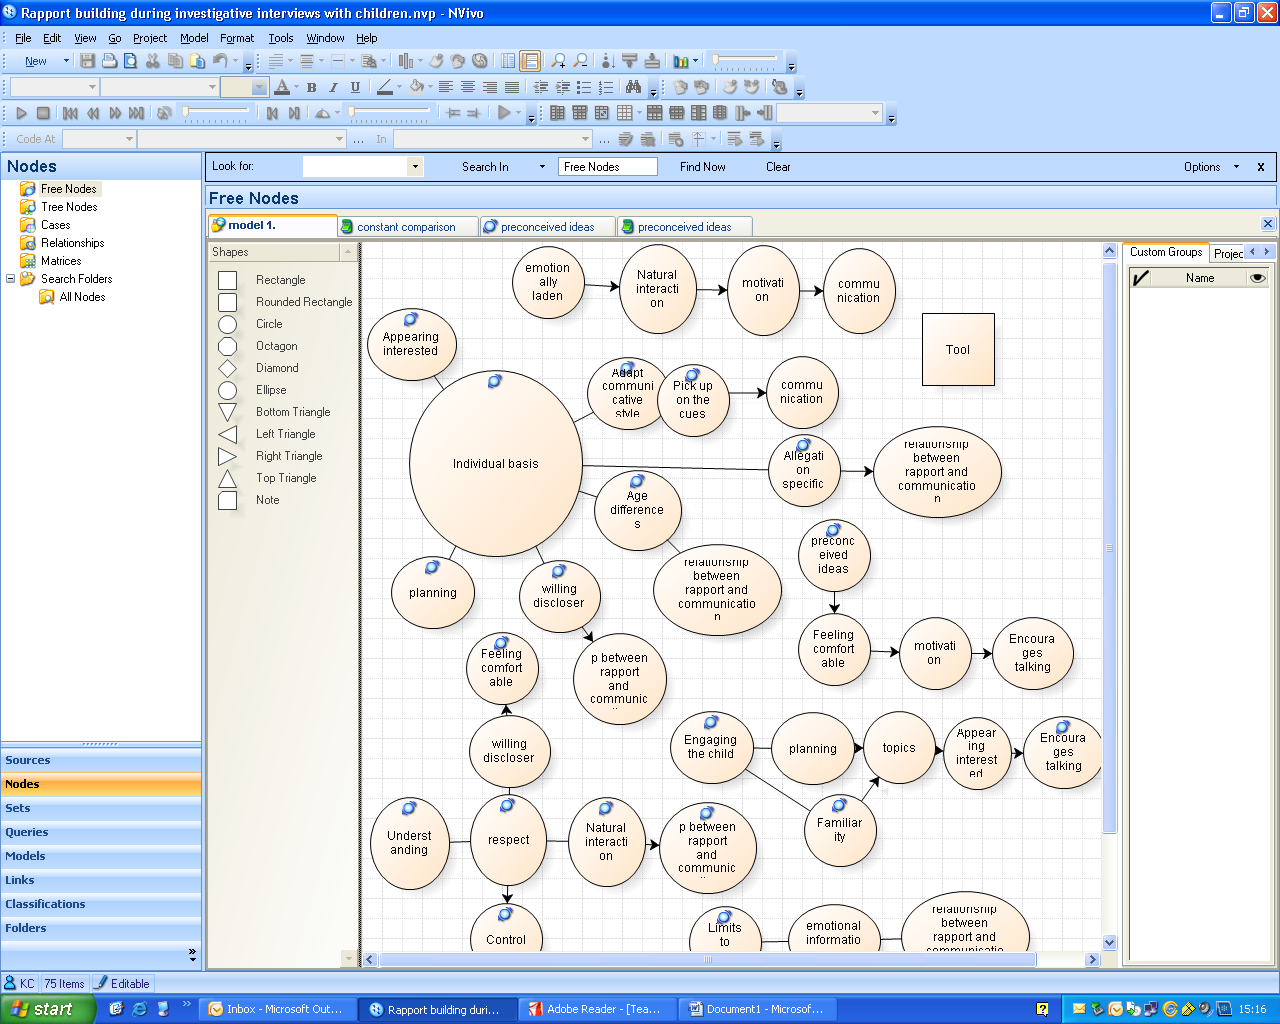 Rapport building during investigative interviews with children.nvp - NVivo
File Edit View Go Project Model Format Tools Window Help
New
Code At
In
Nodes
Look for:
Search In
Free Nodes
Find Now
Clear
Options
x
Free Nodes
Free Nodes
Tree Nodes
Cases
Relationships
Matrices
Search Folders
All Nodes
model 1.
constant comparison
preconceived ideas
preconceived ideas
Shapes
Rectangle
Rounded Rectangle
Circle
Octagon
Diamond
Ellipse
Bottom Triangle
Left Triangle
Right Triangle
Top Triangle
Note
Custom Groups
Projec
Name
emotion
ally
laden
Natural
interacti
on
motivati
on
commu
nication
Tool
Appearing
interested
Individual basis
Adapt
communi
cative
style
Pick up
on the
cues
commu
nication
Allegati
on
specific
relationship
between
rapport and
communicatio
n
Age
difference
s
relationship
between
rapport and
communicatio
n
planning
willing
discloser
p between
rapport
and
communic
preconc
eived
ideas
Feeling
comfort
able
motivati
on
Encoura
ges
talking
Feeling
comfort
able
willing
discloser
Underst
anding
respect
Natural
interacti
on
p between
rapport
and
communic
Control
Engaging
the child
planning
topics
Appear
ing
interest
ed
Encoura
ges
talking
Familiar
ity
Limits
to
emotional
informatio
relationship
between
rapport and
communicatio
Sources
Nodes
Sets
Queries
Models
Links
Classifications
Folders
KC
75 Items
Editable
start
Inbox - Microsoft Out...
Rapport building duri...
Adobe Reader - [Tea...
Document1 - Microsof...
15:16